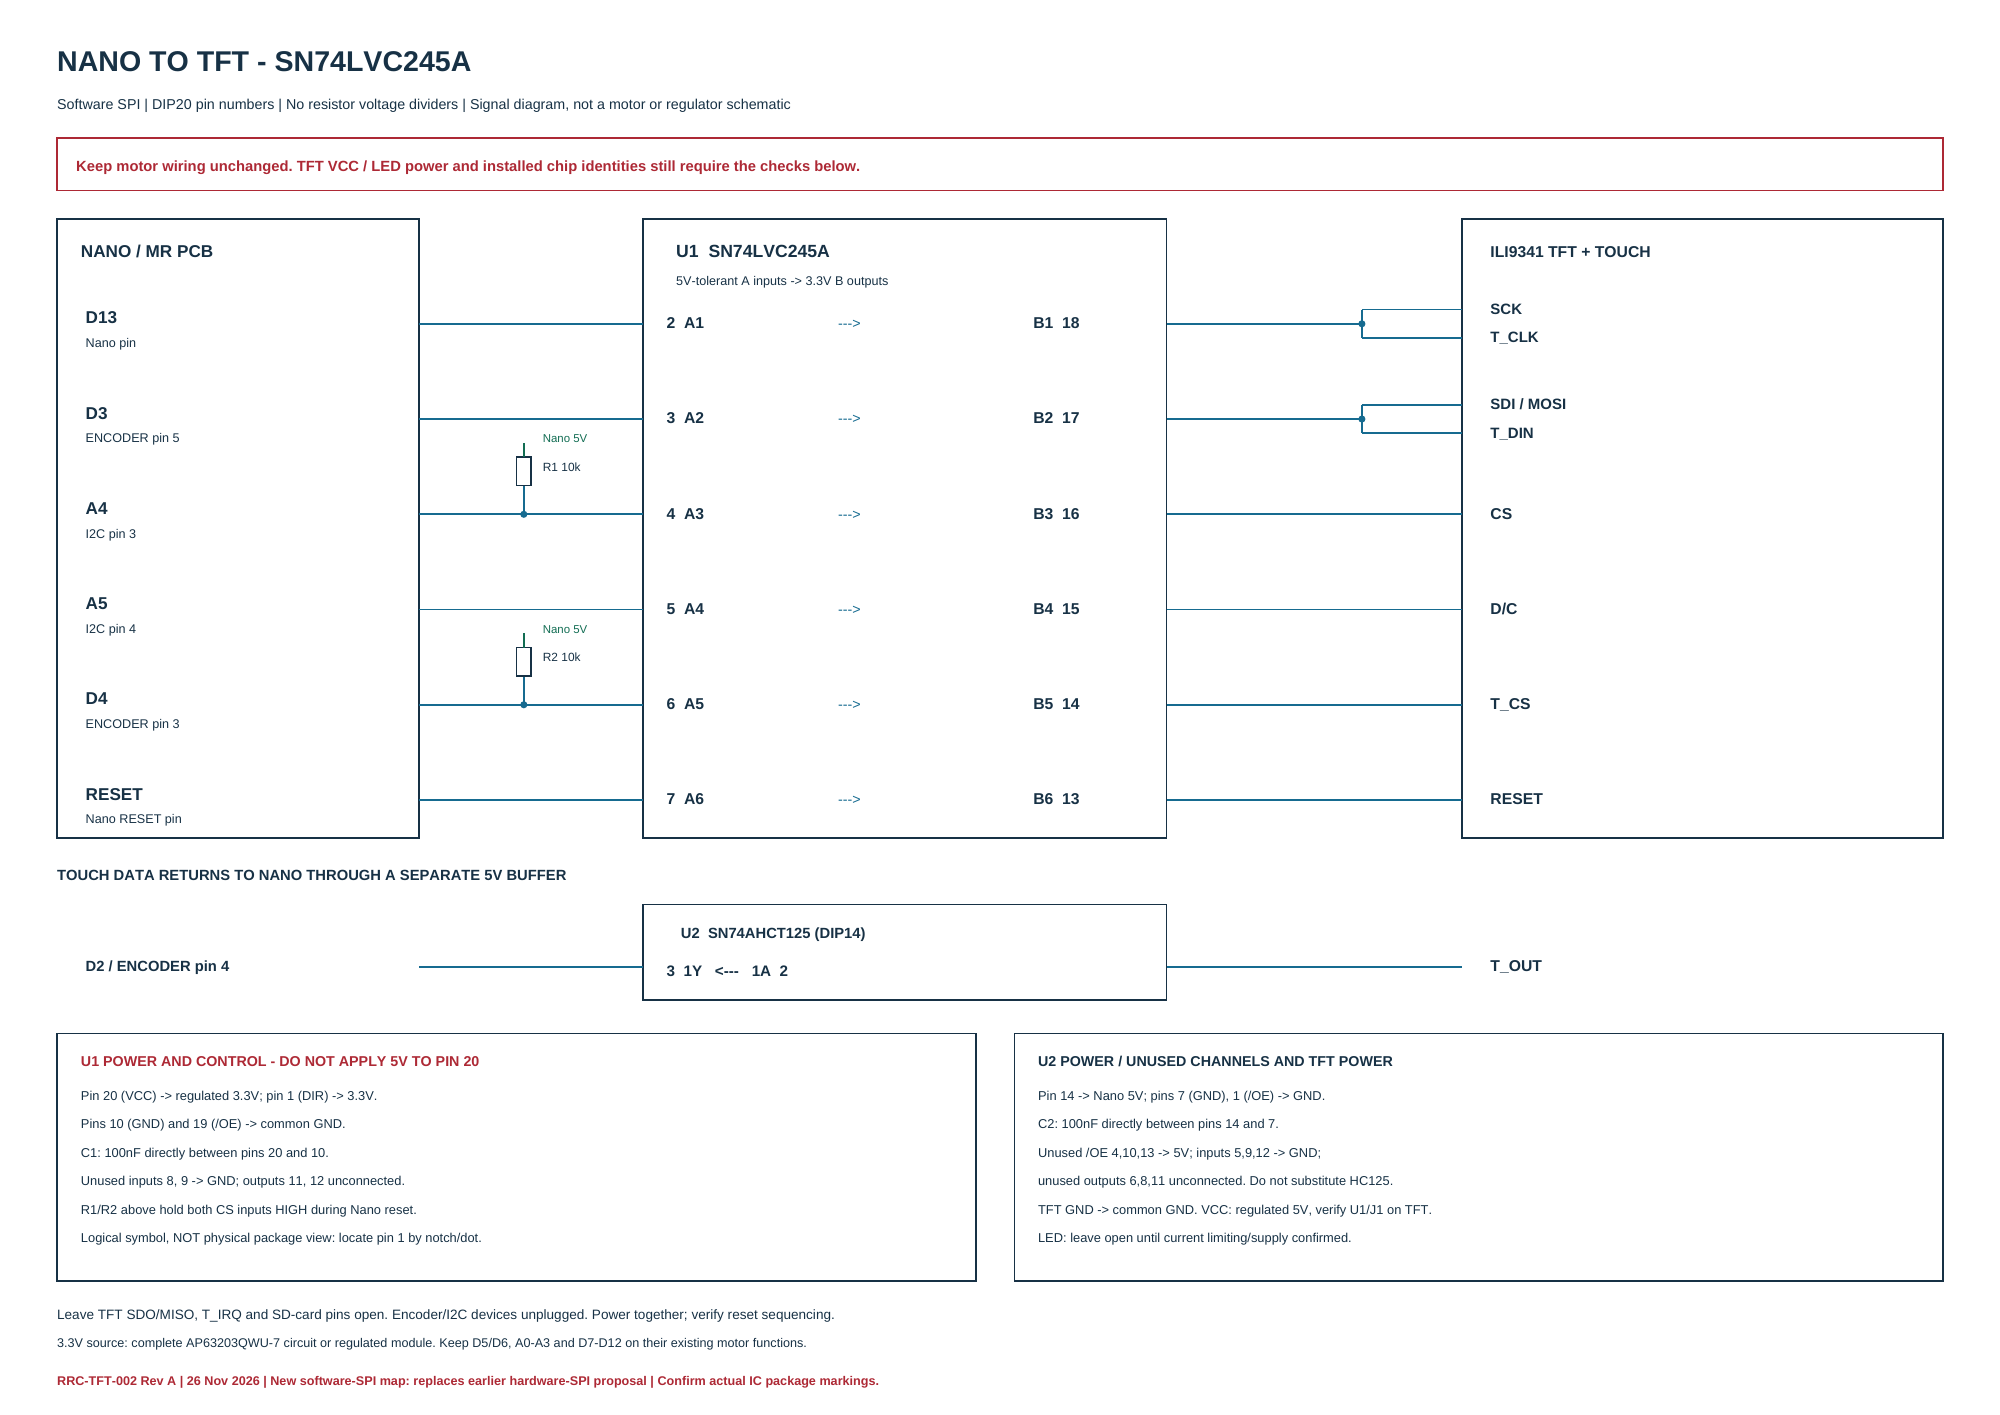 NANO TO TFT - SN74LVC245A
Software SPI | DIP20 pin numbers | No resistor voltage dividers | Signal diagram, not a motor or regulator schematic
Keep motor wiring unchanged. TFT VCC / LED power and installed chip identities still require the checks below.
NANO / MR PCB
D13
Nano pin
D3
ENCODER pin 5
A4
I2C pin 3
A5
I2C pin 4
D4
ENCODER pin 3
RESET
Nano RESET pin
Nano 5V
R1 10k
Nano 5V
R2 10k
U1 SN74LVC245A
5V-tolerant A inputs -> 3.3V B outputs
2 A1 ---> B1 18
3 A2 ---> B2 17
4 A3 ---> B3 16
5 A4 ---> B4 15
6 A5 ---> B5 14
7 A6 ---> B6 13
ILI9341 TFT + TOUCH
SCK
T_CLK
SDI / MOSI
T_DIN
CS
D/C
T_CS
RESET
TOUCH DATA RETURNS TO NANO THROUGH A SEPARATE 5V BUFFER
D2 / ENCODER pin 4
U2 SN74AHCT125 (DIP14)
3 1Y <--- 1A 2
T_OUT
U1 POWER AND CONTROL - DO NOT APPLY 5V TO PIN 20
Pin 20 (VCC) -> regulated 3.3V; pin 1 (DIR) -> 3.3V.
Pins 10 (GND) and 19 (/OE) -> common GND.
C1: 100nF directly between pins 20 and 10.
Unused inputs 8, 9 -> GND; outputs 11, 12 unconnected.
R1/R2 above hold both CS inputs HIGH during Nano reset.
Logical symbol, NOT physical package view: locate pin 1 by notch/dot.
U2 POWER / UNUSED CHANNELS AND TFT POWER
Pin 14 -> Nano 5V; pins 7 (GND), 1 (/OE) -> GND.
C2: 100nF directly between pins 14 and 7.
Unused /OE 4,10,13 -> 5V; inputs 5,9,12 -> GND;
unused outputs 6,8,11 unconnected. Do not substitute HC125.
TFT GND -> common GND. VCC: regulated 5V, verify U1/J1 on TFT.
LED: leave open until current limiting/supply confirmed.
Leave TFT SDO/MISO, T_IRQ and SD-card pins open. Encoder/I2C devices unplugged. Power together; verify reset sequencing.
3.3V source: complete AP63203QWU-7 circuit or regulated module. Keep D5/D6, A0-A3 and D7-D12 on their existing motor functions.
RRC-TFT-002 Rev A | 26 Nov 2026 | New software-SPI map: replaces earlier hardware-SPI proposal | Confirm actual IC package markings.